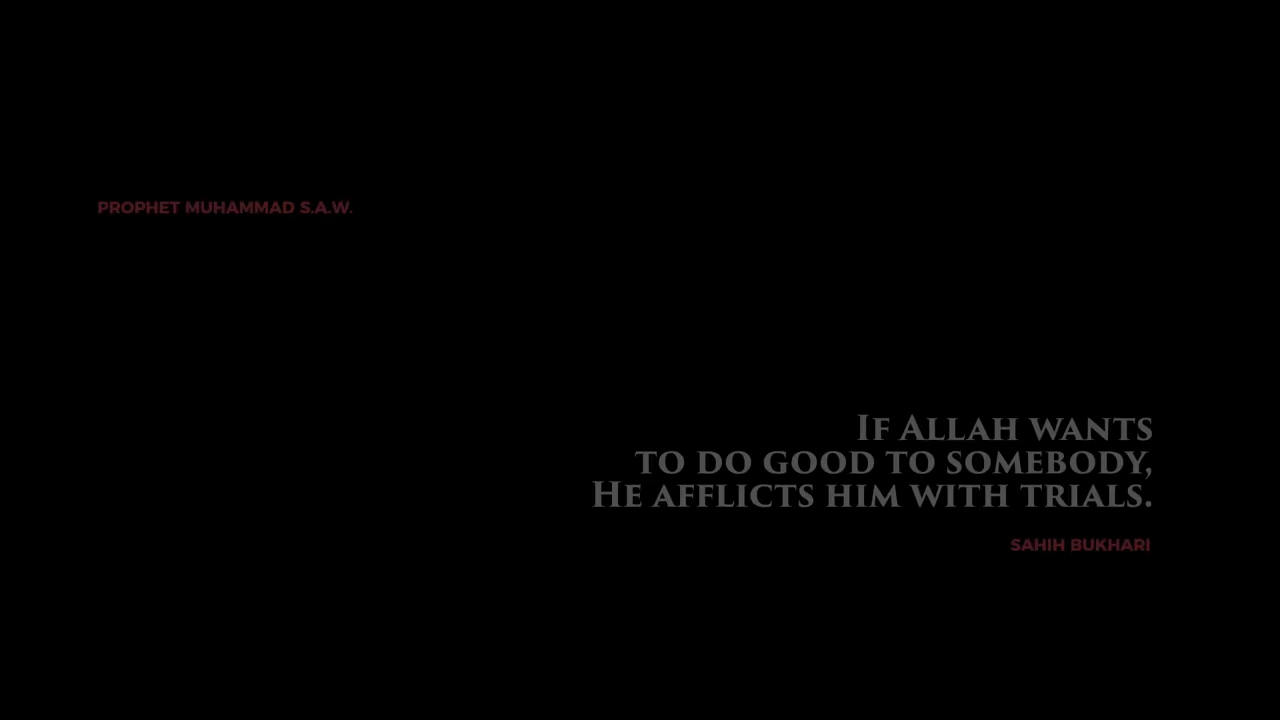 PROPHET MUHAMMAD S.A.W.
If Allah wants
to do good to somebody,
He afflicts him with trials.
SAHIH BUKHARI